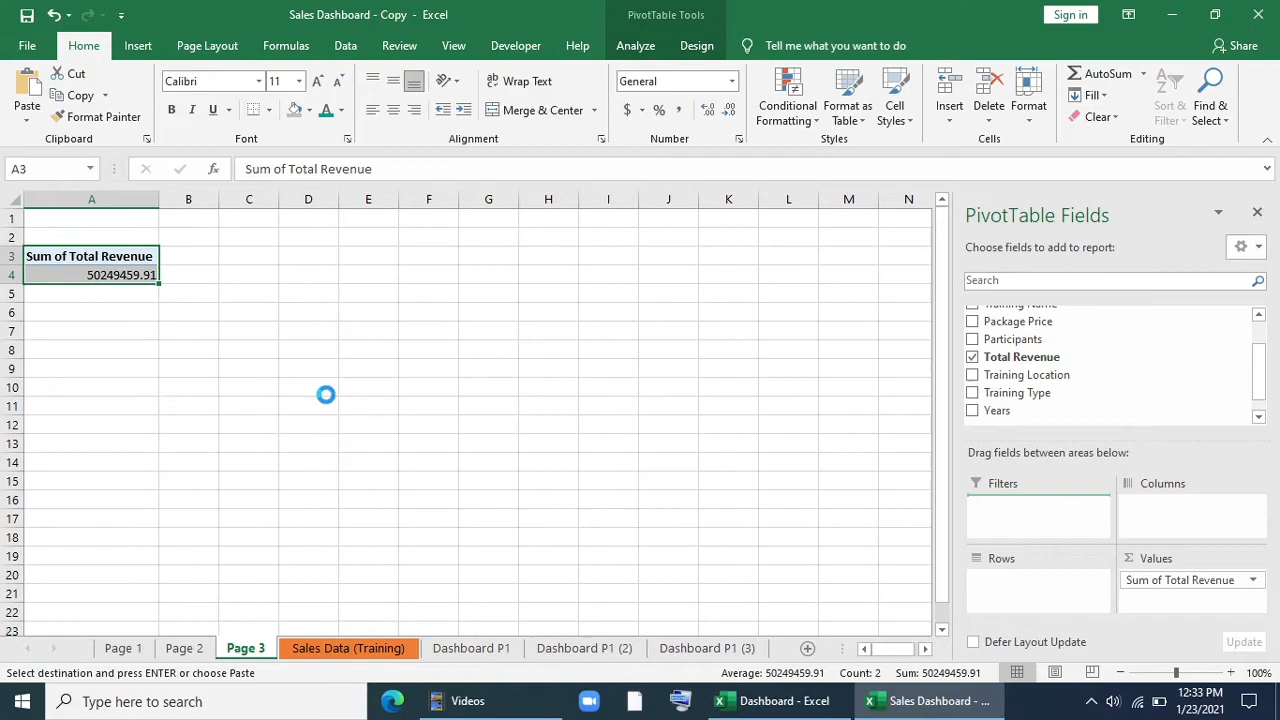 Sales Dashboard - Copy - Excel
PivotTable Tools
Sign in
File Home Insert Page Layout Formulas Data Review View Developer Help Analyze Design Tell me what you want to do Share
Paste
Cut
Copy
Format Painter
Clipboard
Calibri 11
B I U
Font
Wrap Text
Merge & Center
Alignment
General
$ % ,
Number
Conditional Formatting
Format as Table
Cell Styles
Styles
Insert
Delete
Format
Cells
AutoSum
Fill
Clear
Sort & Filter
Find & Select
Editing
A3 fx Sum of Total Revenue
A B C D E F G H I J K L M N
1
2
3 Sum of Total Revenue
4 50249459.91
5
6
7
8
9
10
11
12
13
14
15
16
17
18
19
20
21
22
23
PivotTable Fields
Choose fields to add to report:
Search
Training Name
Package Price
Participants
Total Revenue
Training Location
Training Type
Years
Drag fields between areas below:
Filters Columns
Rows Values
Sum of Total Revenue
Defer Layout Update Update
Page 1 Page 2 Page 3 Sales Data (Training) Dashboard P1 Dashboard P1 (2) Dashboard P1 (3)
Select destination and press ENTER or choose Paste Average: 50249459.91 Count: 2 Sum: 50249459.91 100%
Type here to search Videos Dashboard - Excel Sales Dashboard - ... 12:33 PM
1/23/2021